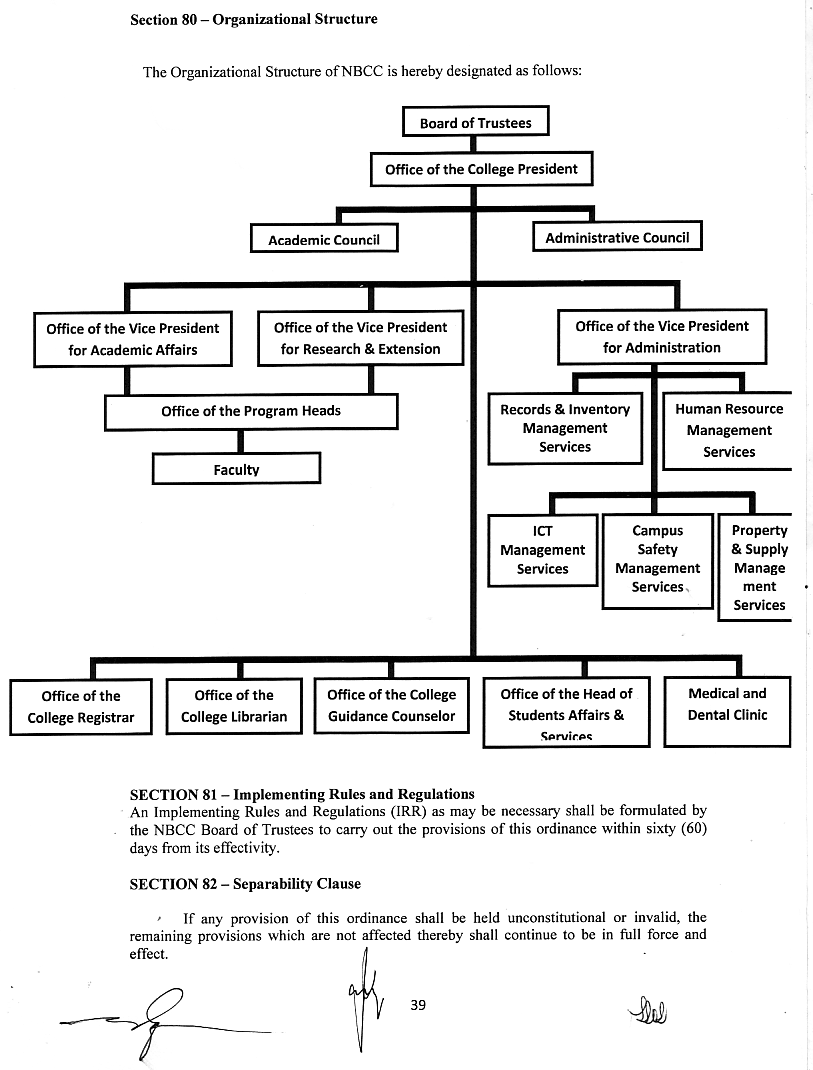 Section 80 – Organizational Structure
The Organizational Structure of NBCC is hereby designated as follows:
Board of Trustees
Office of the College President
Academic Council
Administrative Council
Office of the Vice President
for Academic Affairs
Office of the Vice President
for Research & Extension
Office of the Vice President
for Administration
Office of the Program Heads
Faculty
Records & Inventory
Management
Services
Human Resource
Management
Services
ICT
Management
Services
Campus
Safety
Management
Services
Property
& Supply
Manage
ment
Services
Office of the
College Registrar
Office of the
College Librarian
Office of the College
Guidance Counselor
Office of the Head of
Students Affairs &
Services
Medical and
Dental Clinic
SECTION 81 – Implementing Rules and Regulations
An Implementing Rules and Regulations (IRR) as may be necessary shall be formulated by
the NBCC Board of Trustees to carry out the provisions of this ordinance within sixty (60)
days from its effectivity.
SECTION 82 – Separability Clause
If any provision of this ordinance shall be held unconstitutional or invalid, the
remaining provisions which are not affected thereby shall continue to be in full force and
effect.
39